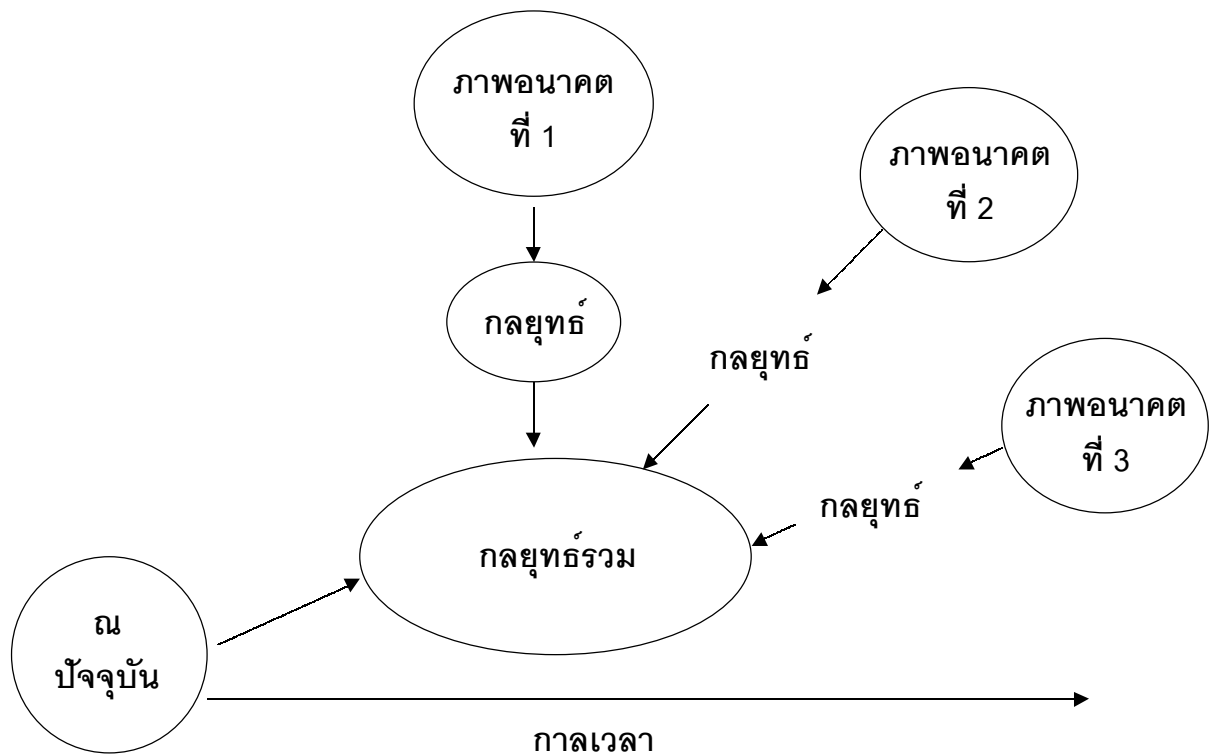 ภาพอนาคต
ที่ 1
ภาพอนาคต
ที่ 2
กลยุทธ์
กลยุทธ์
ภาพอนาคต
ที่ 3
กลยุทธ์
กลยุทธ์รวม
ณ
ปัจจุบัน
กาลเวลา